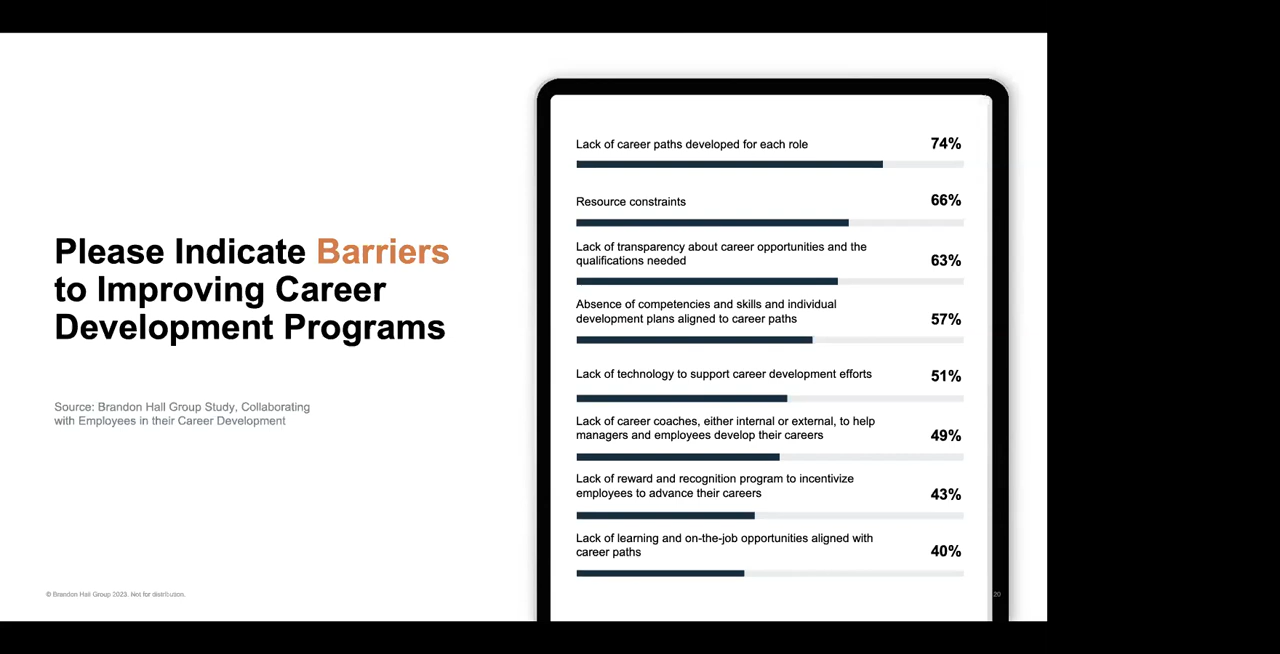 Please Indicate Barriers
to Improving Career
Development Programs
Source: Brandon Hall Group Study, Collaborating
with Employees in their Career Development
Lack of career paths developed for each role
74%
Resource constraints
66%
Lack of transparency about career opportunities and the
qualifications needed
63%
Absence of competencies and skills and individual
development plans aligned to career paths
57%
Lack of technology to support career development efforts
51%
Lack of career coaches, either internal or external, to help
managers and employees develop their careers
49%
Lack of reward and recognition program to incentivize
employees to advance their careers
43%
Lack of learning and on-the-job opportunities aligned with
career paths
40%
© Brandon Hall Group 2023. Not for distribution.
20